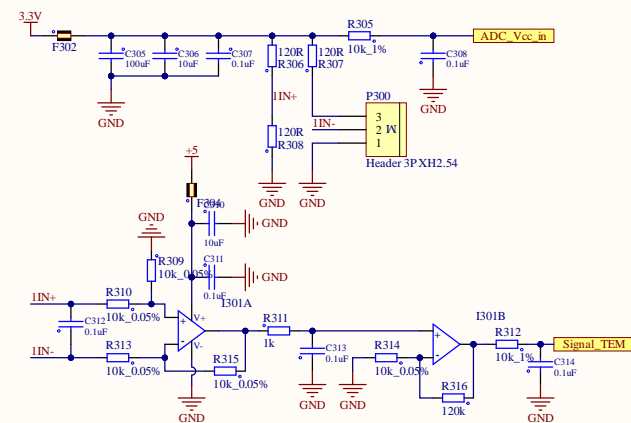 3.3V
F302
C305
100uF
C306
10uF
C307
0.1uF
120R
R306
120R
R307
R305
10k_1%
C308
0.1uF
ADC_Vcc_in
GND
1IN+
120R
R308
P300
3
1IN-
2
M
1
Header 3PXH2.54
GND
GND
GND
+5
F304
10uF
GND
GND
R309
10k_0.05%
C311
0.1uF
GND
I301A
1IN+
R310
10k_0.05%
C312
0.1uF
1IN-
R313
10k_0.05%
+
-
V+
V-
R315
10k_0.05%
GND
R311
1k
C313
0.1uF
GND
R314
10k_0.05%
GND
+
-
I301B
R316
120k
R312
10k_1%
Signal_TEM
C314
0.1uF
GND